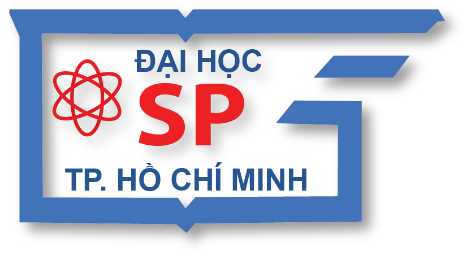 ĐẠI HỌC
SP
TP. HỒ CHÍ MINH